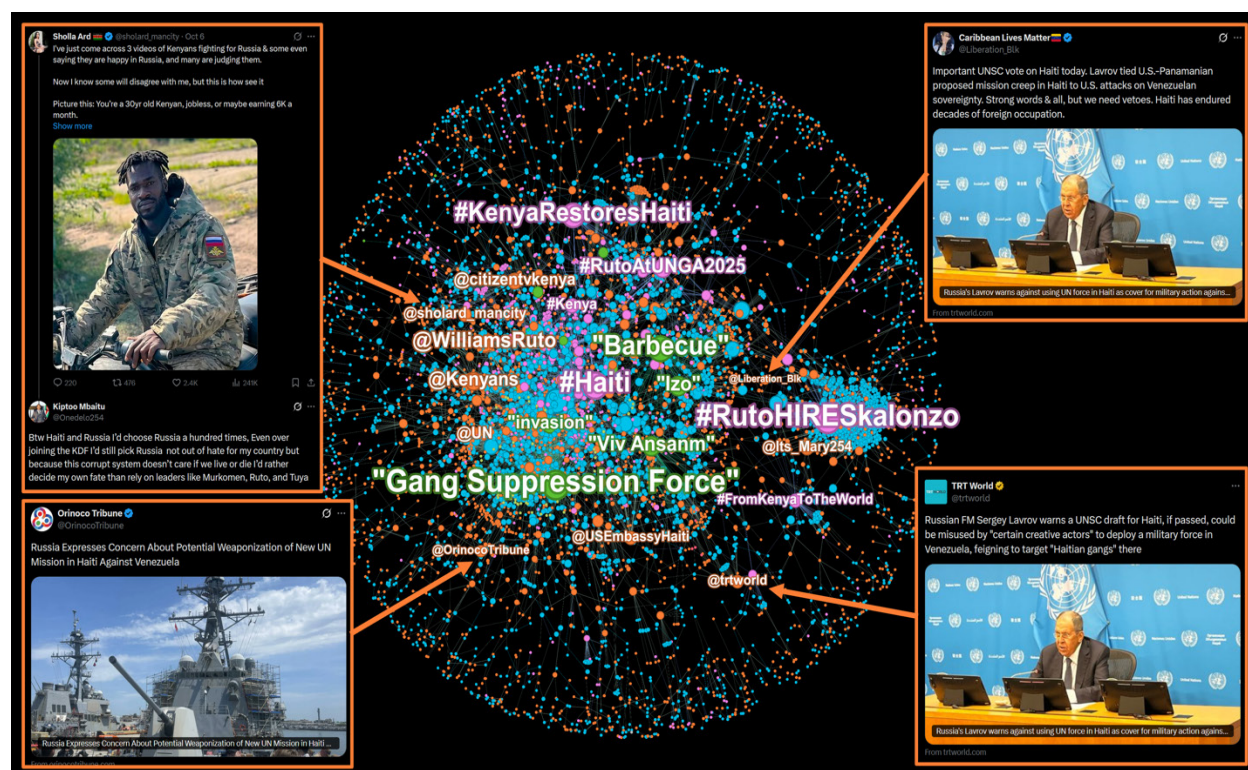 Sholla Ard @sholard_mancity · Oct 6
I've just come across 3 videos of Kenyans fighting for Russia & some even
saying they are happy in Russia, and many are judging them.
Now I know some will disagree with me, but this is how see it
Picture this: You're a 30yr old Kenyan, jobless, or maybe earning 6K a
month.
Show more
220 476 2.4K 241K
Kiptoo Mbaitu
@Onedelo254
Btw Haiti and Russia I'd choose Russia a hundred times, Even over
joining the KDF I'd still pick Russia not out of hate for my country but
because this corrupt system doesn't care if we live or die I'd rather
decide my own fate than rely on leaders like Murkomen, Ruto, and Tuya
Orinoco Tribune
@OrinocoTribune
Russia Expresses Concern About Potential Weaponization of New UN
Mission in Haiti Against Venezuela
Russia Expresses Concern About Potential Weaponization of New UN Mission in Haiti ...
From orinocotribune.com
#KenyaRestoresHaiti
#RutoAtUNGA2025
@citizentvkenya
#Kenya
@sholard_mancity
@WilliamsRuto
"Barbecue"
@Kenyans
#Haiti
"Izo"
@Liberation_Blk
#RutoHIRESkalonzo
"invasion"
@UN
"Viv Ansanm"
@Its_Mary254
"Gang Suppression Force"
#FromKenyaToTheWorld
@USEmbassyHaiti
@OrinocoTribune
@trtworld
Caribbean Lives Matter
@Liberation_Blk
Important UNSC vote on Haiti today. Lavrov tied U.S.-Panamanian
proposed mission creep in Haiti to U.S. attacks on Venezuelan
sovereignty. Strong words & all, but we need vetoes. Haiti has endured
decades of foreign occupation.
Russia's Lavrov warns against using UN force in Haiti as cover for military action agains...
From trtworld.com
TRT World
@trtworld
Russian FM Sergey Lavrov warns a UNSC draft for Haiti, if passed, could
be misused by "certain creative actors" to deploy a military force in
Venezuela, feigning to target "Haitian gangs" there
Russia's Lavrov warns against using UN force in Haiti as cover for military action agains...
From trtworld.com